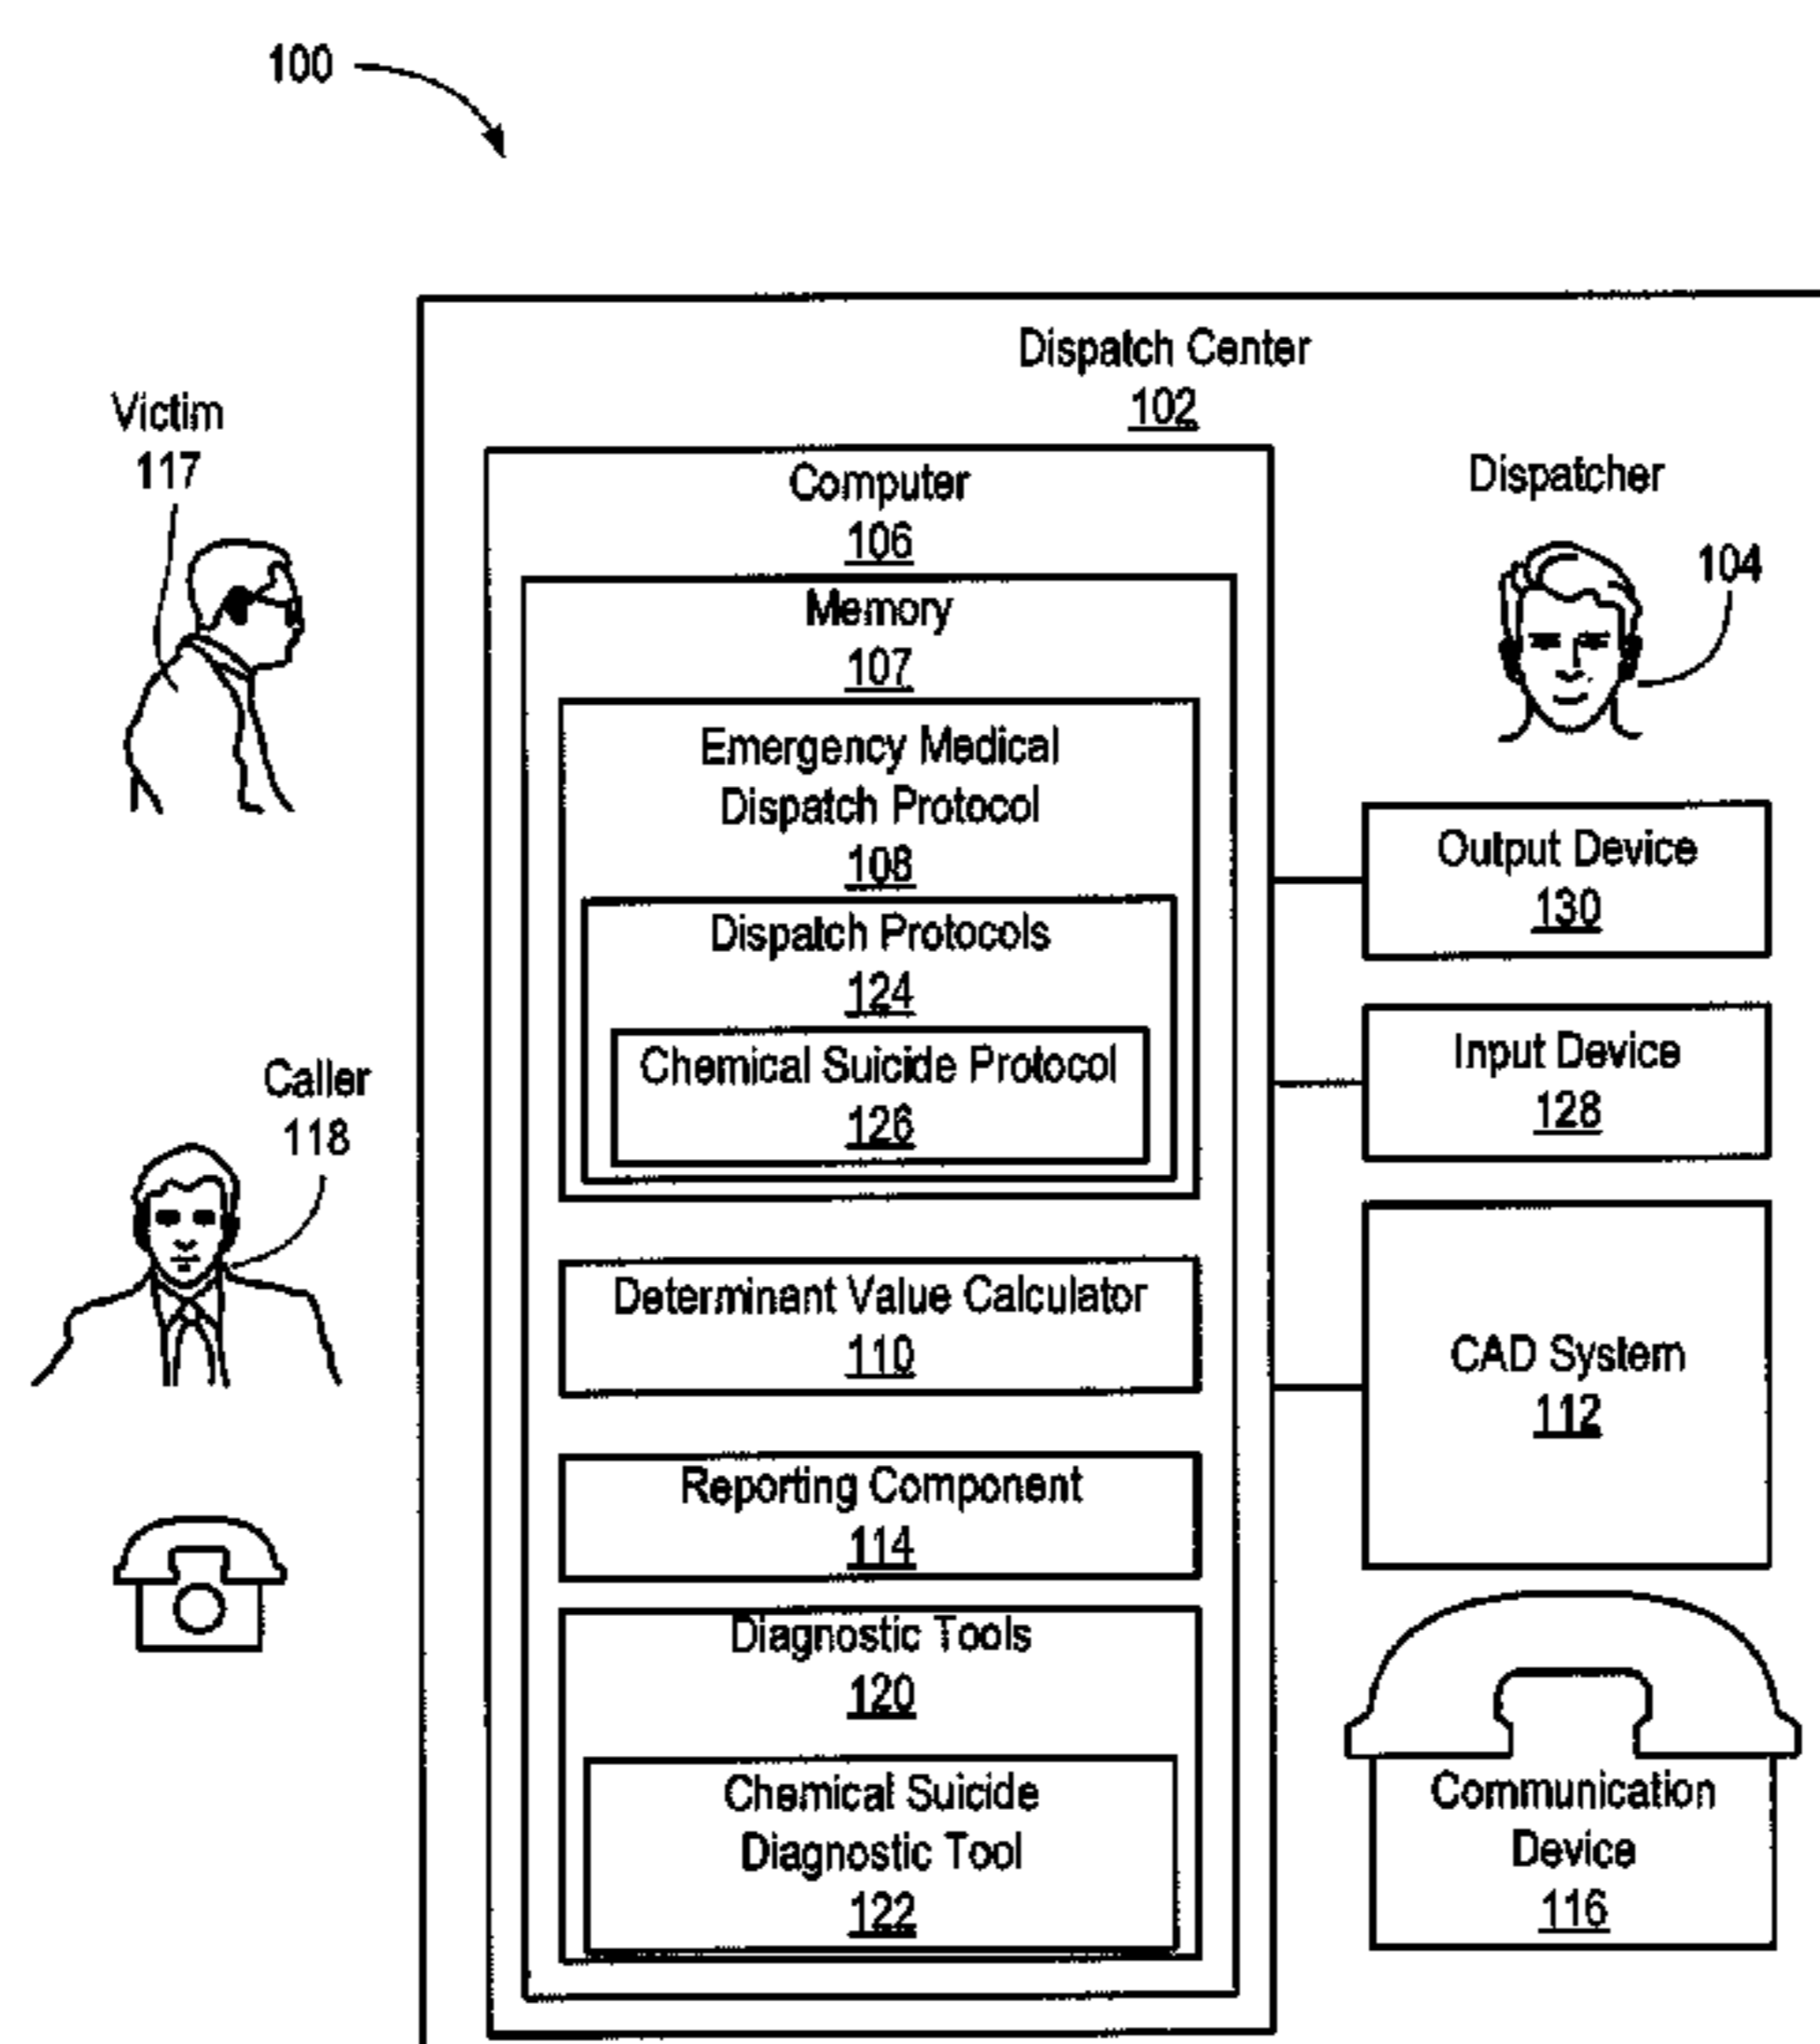 100
Dispatch Center
102
Victim
117
Computer
106
Dispatcher
104
Memory
107
Emergency Medical
Dispatch Protocol
108
Dispatch Protocols
124
Chemical Suicide Protocol
126
Output Device
130
Input Device
128
Caller
118
Determinant Value Calculator
110
CAD System
112
Reporting Component
114
Diagnostic Tools
120
Chemical Suicide
Diagnostic Tool
122
Communication
Device
116